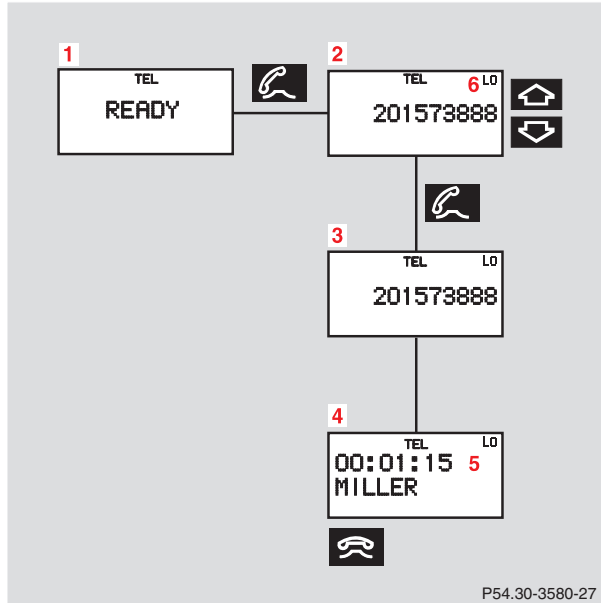 1
TEL
READY
2
TEL 6 LO
201573888
3
TEL LO
201573888
4
TEL LO
00:01:15 5
MILLER
P54.30-3580-27